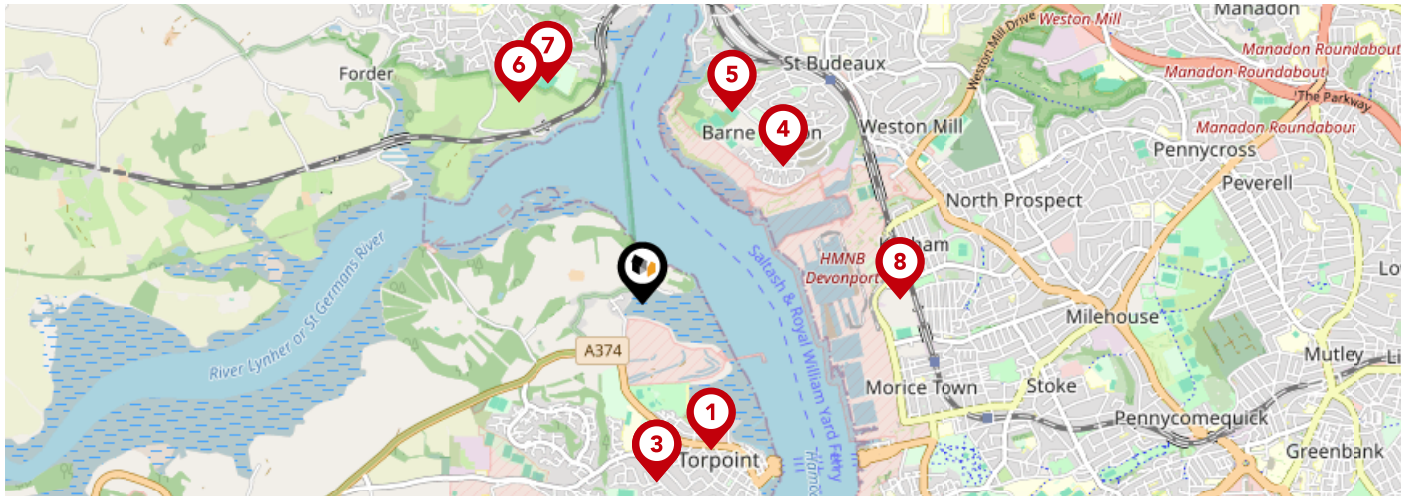 Manadon
Weston Mill
Weston Mill Drive
Manadon Roundabout
7
6
5
St Budeaux
Forder
Manadon Roundabout
The Parkway
4
Weston Mill
Manadon Roundabout
Pennycross
Peverell
North Prospect
HMNB
Devonport
8
Saltash & Royal William Yard Ferry
River Lynher or St Germans River
Milehouse
A374
Mutley
Morice Town
Stoke
1
Pennycomequick
3
Torpoint
Greenbank